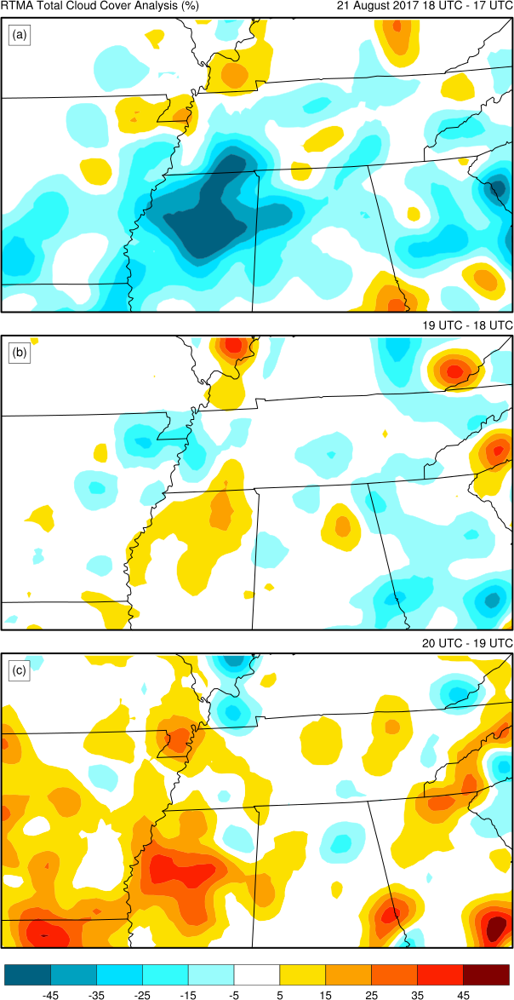 RTMA Total Cloud Cover Analysis (%) 21 August 2017 18 UTC - 17 UTC
(a)
19 UTC - 18 UTC
(b)
20 UTC - 19 UTC
(c)
-45 -35 -25 -15 -5 5 15 25 35 45